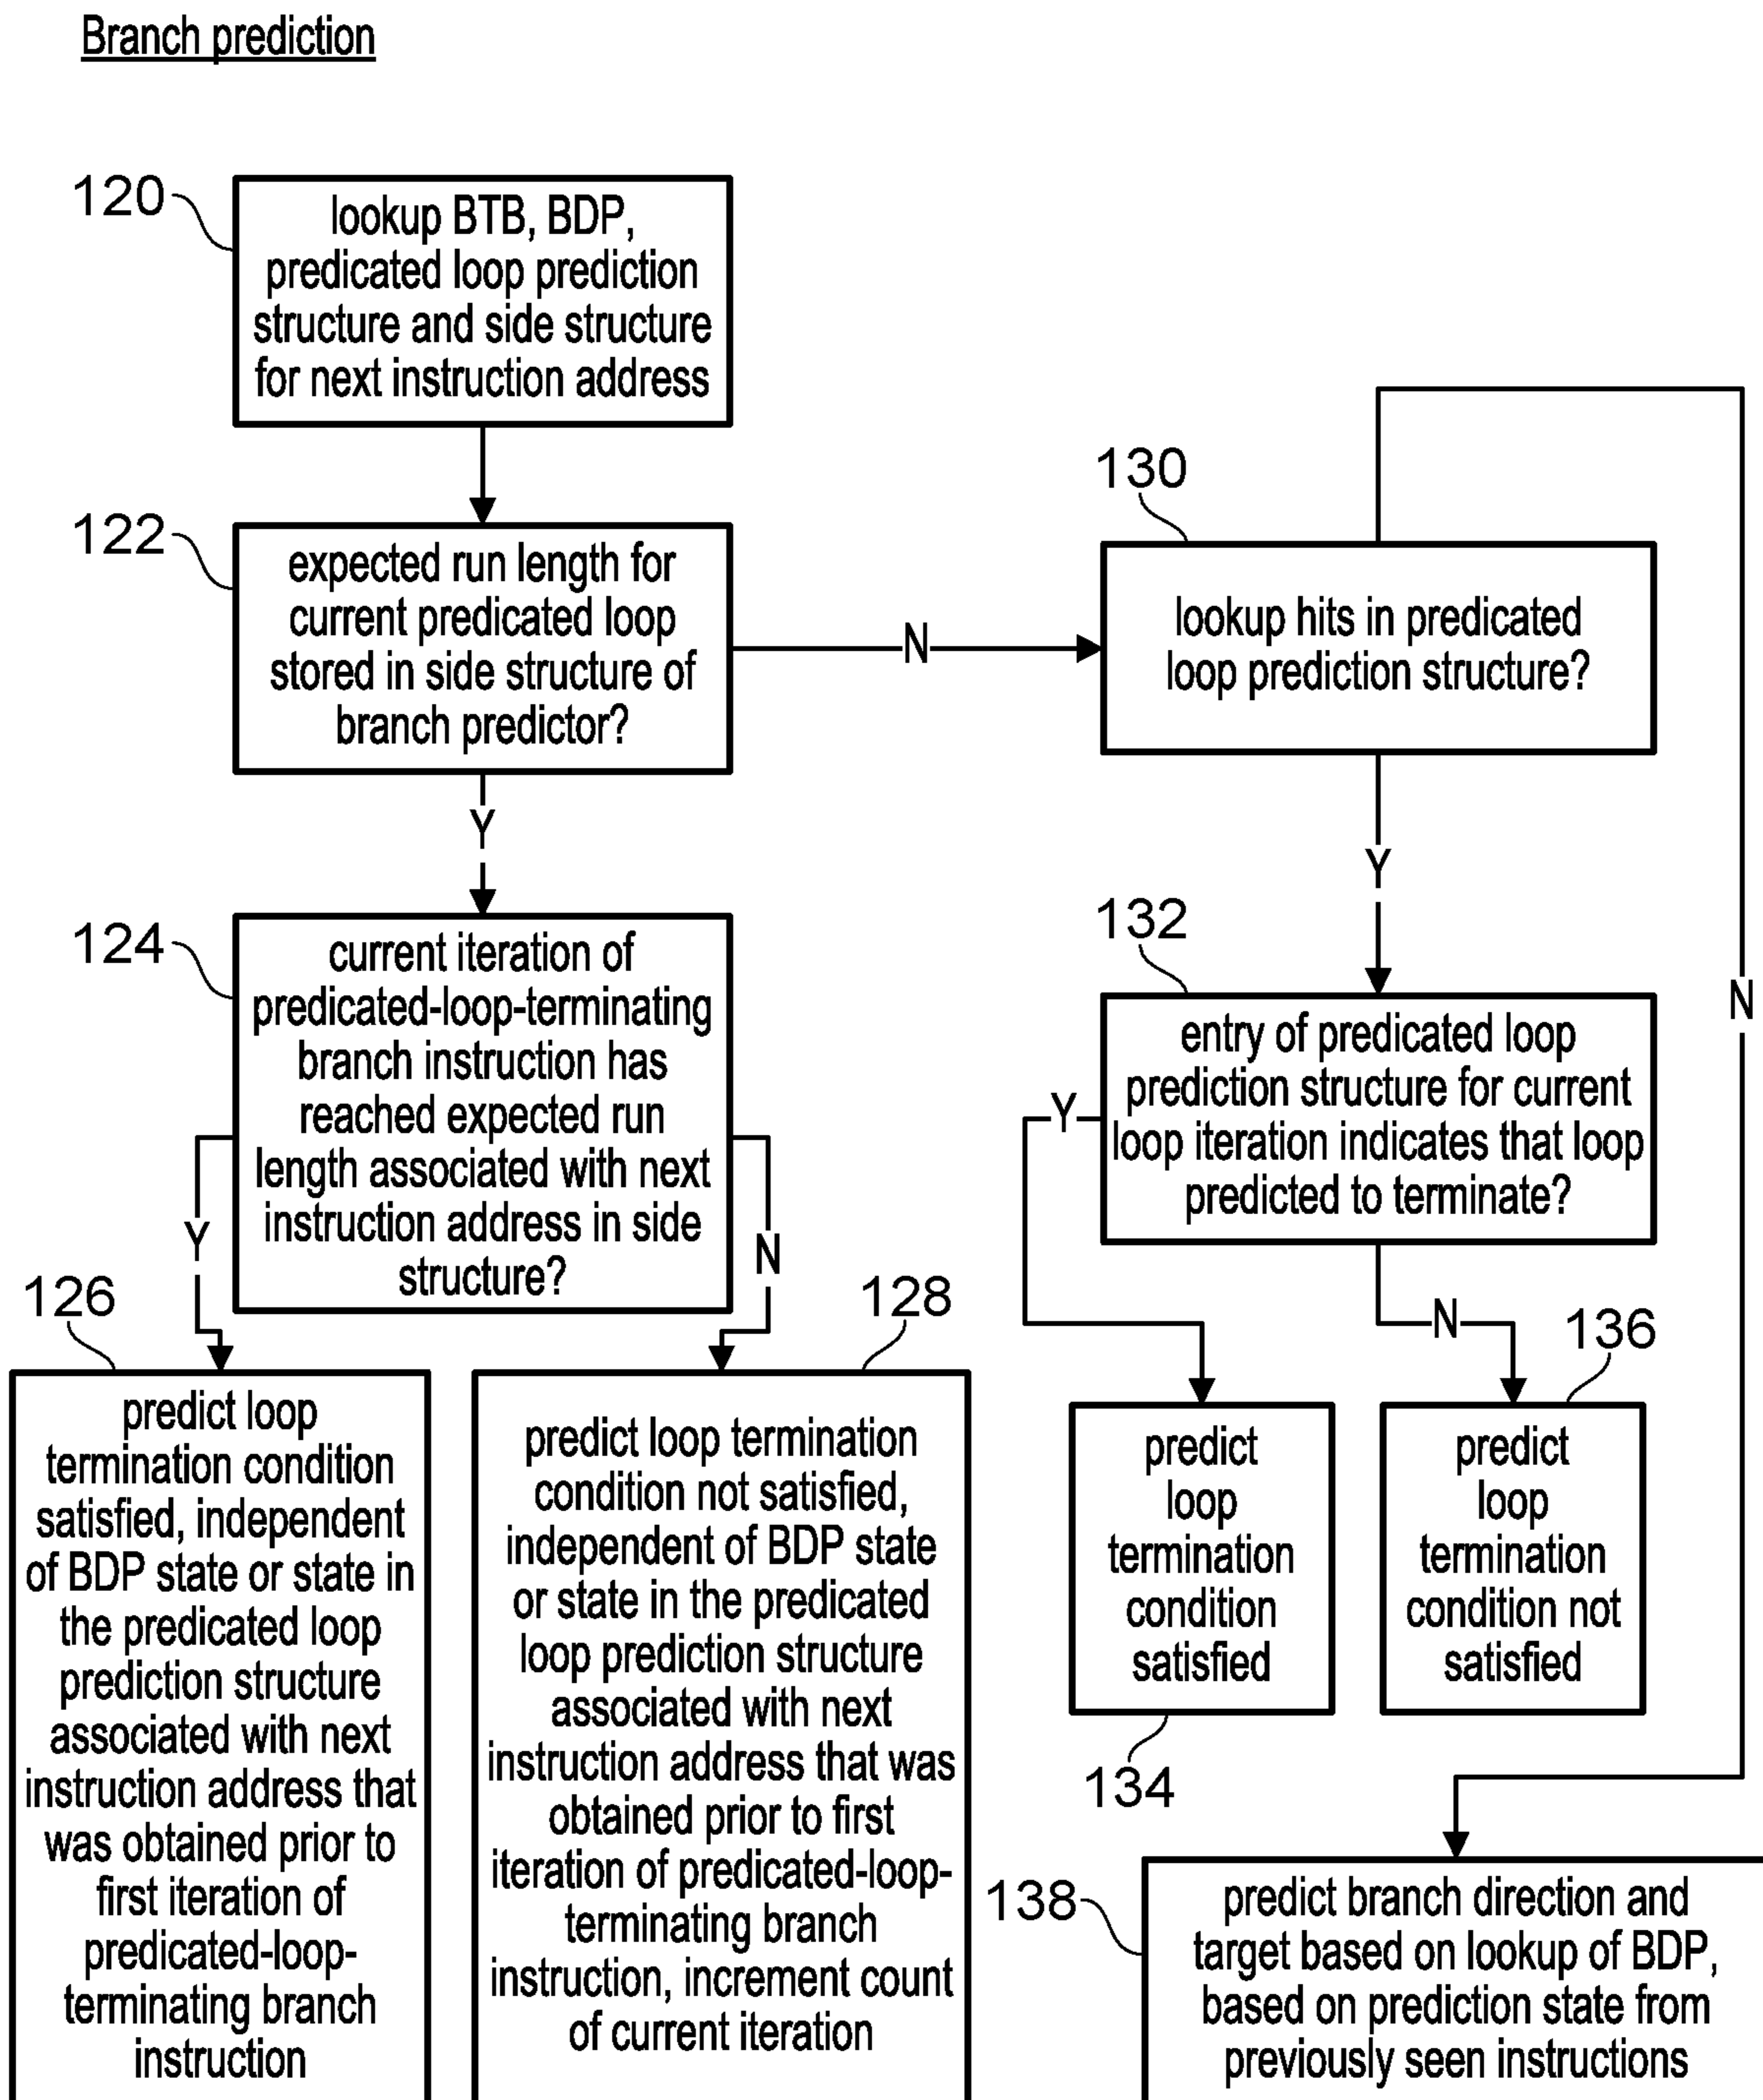 Branch prediction
120
lookup BTB, BDP,
predicated loop prediction
structure and side structure
for next instruction address
122
expected run length for
current predicated loop
stored in side structure of
branch predictor?
N
Y
130
lookup hits in predicated
loop prediction structure?
Y
N
124
current iteration of
predicated-loop-terminating
branch instruction has
reached expected run
length associated with next
instruction address in side
structure?
Y
N
132
entry of predicated loop
prediction structure for current
loop iteration indicates that loop
predicted to terminate?
Y
N
126
predict loop
termination condition
satisfied, independent
of BDP state or state in
the predicated loop
prediction structure
associated with next
instruction address that
was obtained prior to
first iteration of
predicated-loop-
terminating branch
instruction
128
predict loop termination
condition not satisfied,
independent of BDP state
or state in the predicated
loop prediction structure
associated with next
instruction address that was
obtained prior to first
iteration of predicated-loop-
terminating branch
instruction, increment count
of current iteration
predict
loop
termination
condition
satisfied
134
136
predict
loop
termination
condition not
satisfied
138
predict branch direction and
target based on lookup of BDP,
based on prediction state from
previously seen instructions